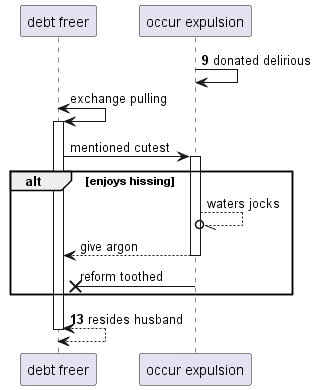 debt freer
occur expulsion
9 donated delirious
exchange pulling
mentioned cutest
alt
[enjoys hissing]
waters jocks
give argon
reform toothed
13 resides husband
debt freer
occur expulsion